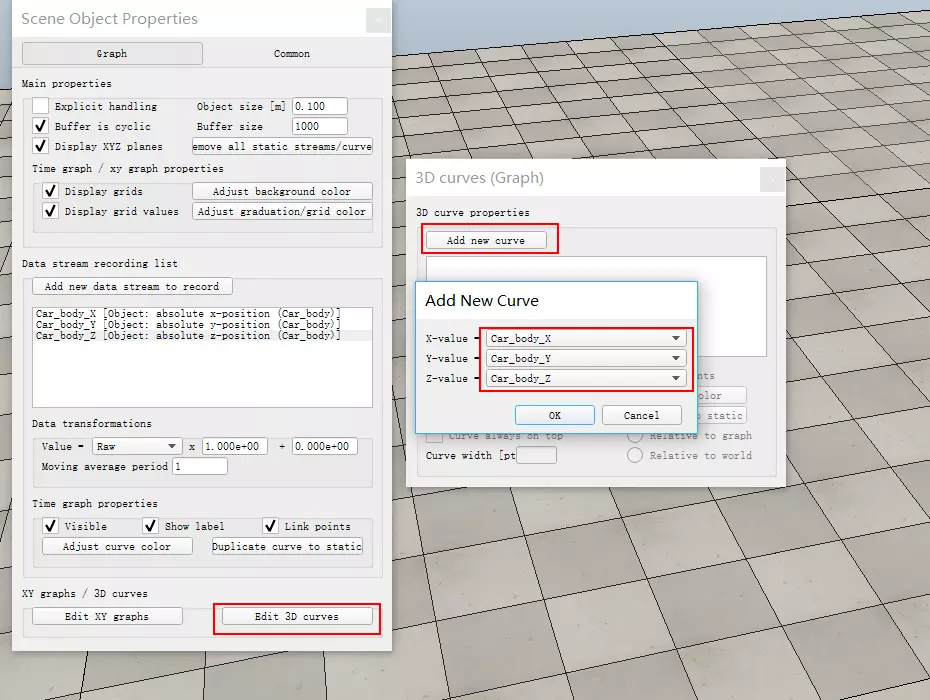 Scene Object Properties
Graph
Common
Main properties
Explicit handling
Object size [m] 0.100
Buffer is cyclic
Buffer size 1000
Display XYZ planes
emove all static streams/curve
Time graph / xy graph properties
Display grids
Adjust background color
Display grid values
Adjust graduation/grid color
Data stream recording list
Add new data stream to record
Car_body_X [Object: absolute x-position (Car_body)]
Car_body_Y [Object: absolute y-position (Car_body)]
Car_body_Z [Object: absolute z-position (Car_body)]
Data transformations
Value = Raw x 1.000e+00 + 0.000e+00
Moving average period 1
Time graph properties
Visible
Show label
Link points
Adjust curve color
Duplicate curve to static
XY graphs / 3D curves
Edit XY graphs
Edit 3D curves
3D curves (Graph)
3D curve properties
Add new curve
Add New Curve
X-value = Car_body_X
Y-value = Car_body_Y
Z-value = Car_body_Z
OK
Cancel
nts
olor
o static
Curve always on top
Relative to graph
Curve width [pt
Relative to world